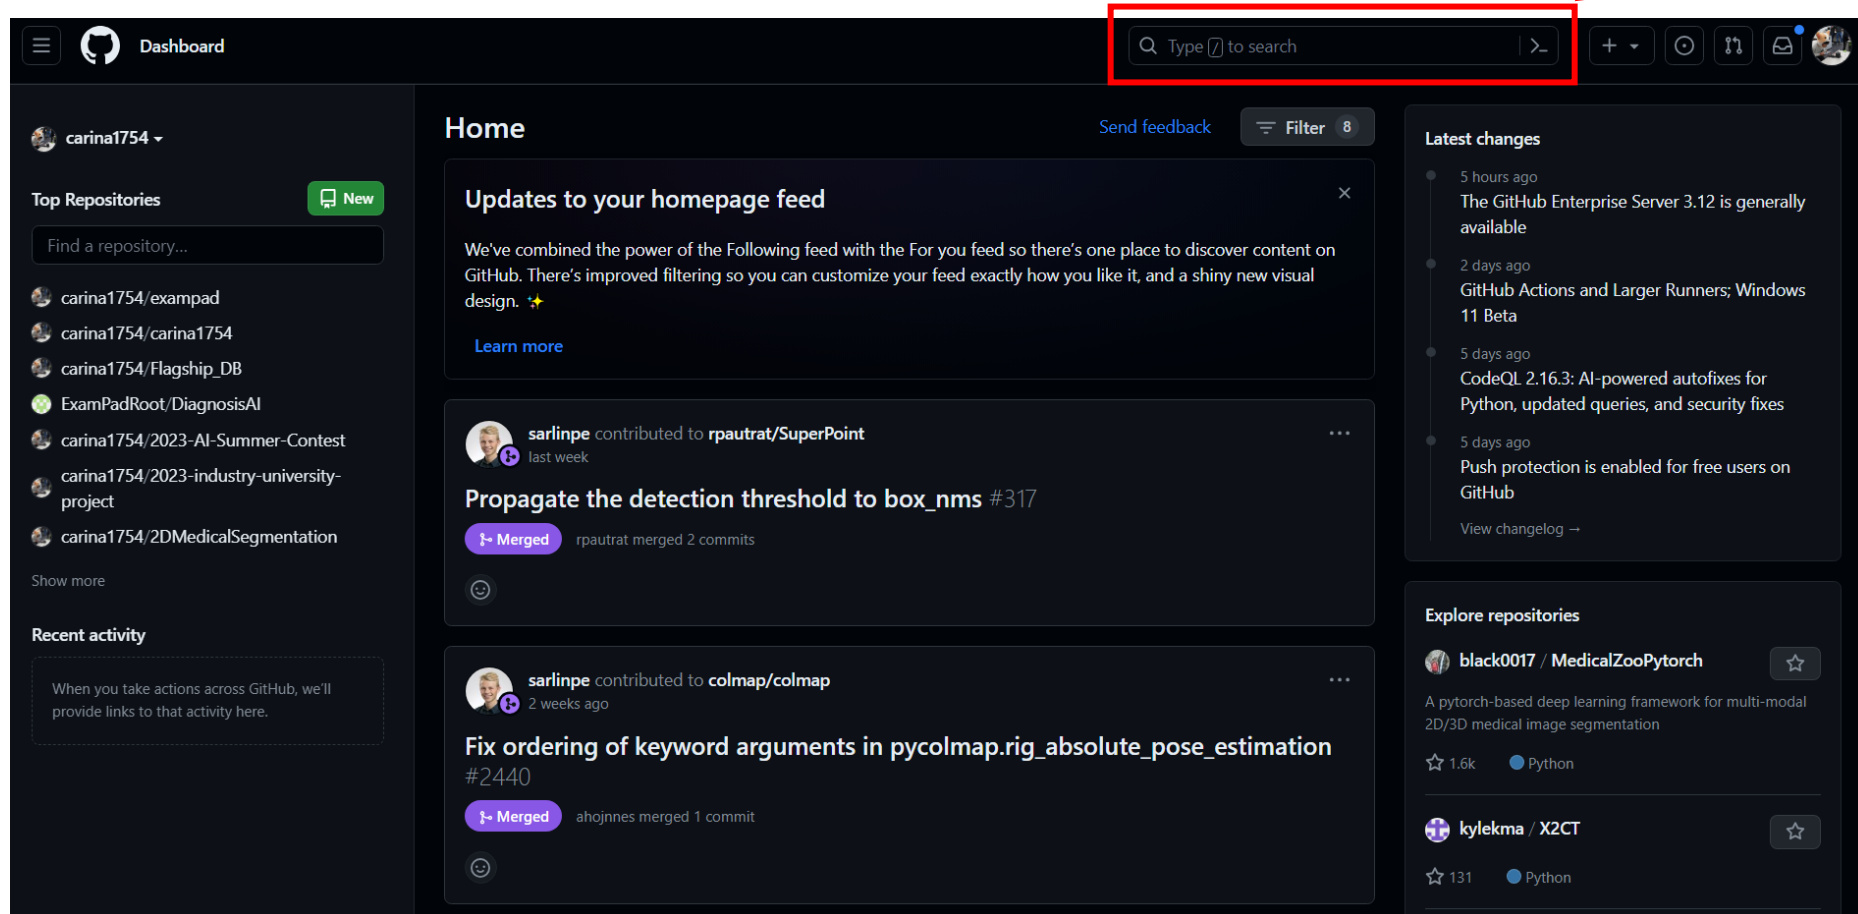 Dashboard
Type / to search
carina1754
Top Repositories
New
Find a repository...
carina1754/exampad
carina1754/carina1754
carina1754/Flagship_DB
ExamPadRoot/DiagnosisAI
carina1754/2023-AI-Summer-Contest
carina1754/2023-industry-university-
project
carina1754/2DMedicalSegmentation
Show more
Recent activity
When you take actions across GitHub, we'll
provide links to that activity here.
Home
Send feedback
Filter 8
Updates to your homepage feed
We've combined the power of the Following feed with the For you feed so there's one place to discover content on
GitHub. There's improved filtering so you can customize your feed exactly how you like it, and a shiny new visual
design. ✨
Learn more
sarlinpe contributed to rpautrat/SuperPoint
last week
Propagate the detection threshold to box_nms #317
Merged rpautrat merged 2 commits
sarlinpe contributed to colmap/colmap
2 weeks ago
Fix ordering of keyword arguments in pycolmap.rig_absolute_pose_estimation
#2440
Merged ahojnnes merged 1 commit
Latest changes
5 hours ago
The GitHub Enterprise Server 3.12 is generally
available
2 days ago
GitHub Actions and Larger Runners; Windows
11 Beta
5 days ago
CodeQL 2.16.3: AI-powered autofixes for
Python, updated queries, and security fixes
5 days ago
Push protection is enabled for free users on
GitHub
View changelog →
Explore repositories
black0017 / MedicalZooPytorch
A pytorch-based deep learning framework for multi-modal
2D/3D medical image segmentation
1.6k Python
kylekma / X2CT
131 Python